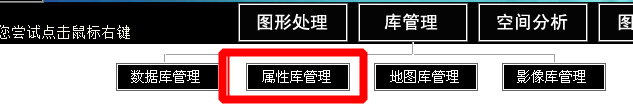 图形处理 库管理 空间分析
您尝试点击鼠标右键
数据库管理 属性库管理 地图库管理 影像库管理